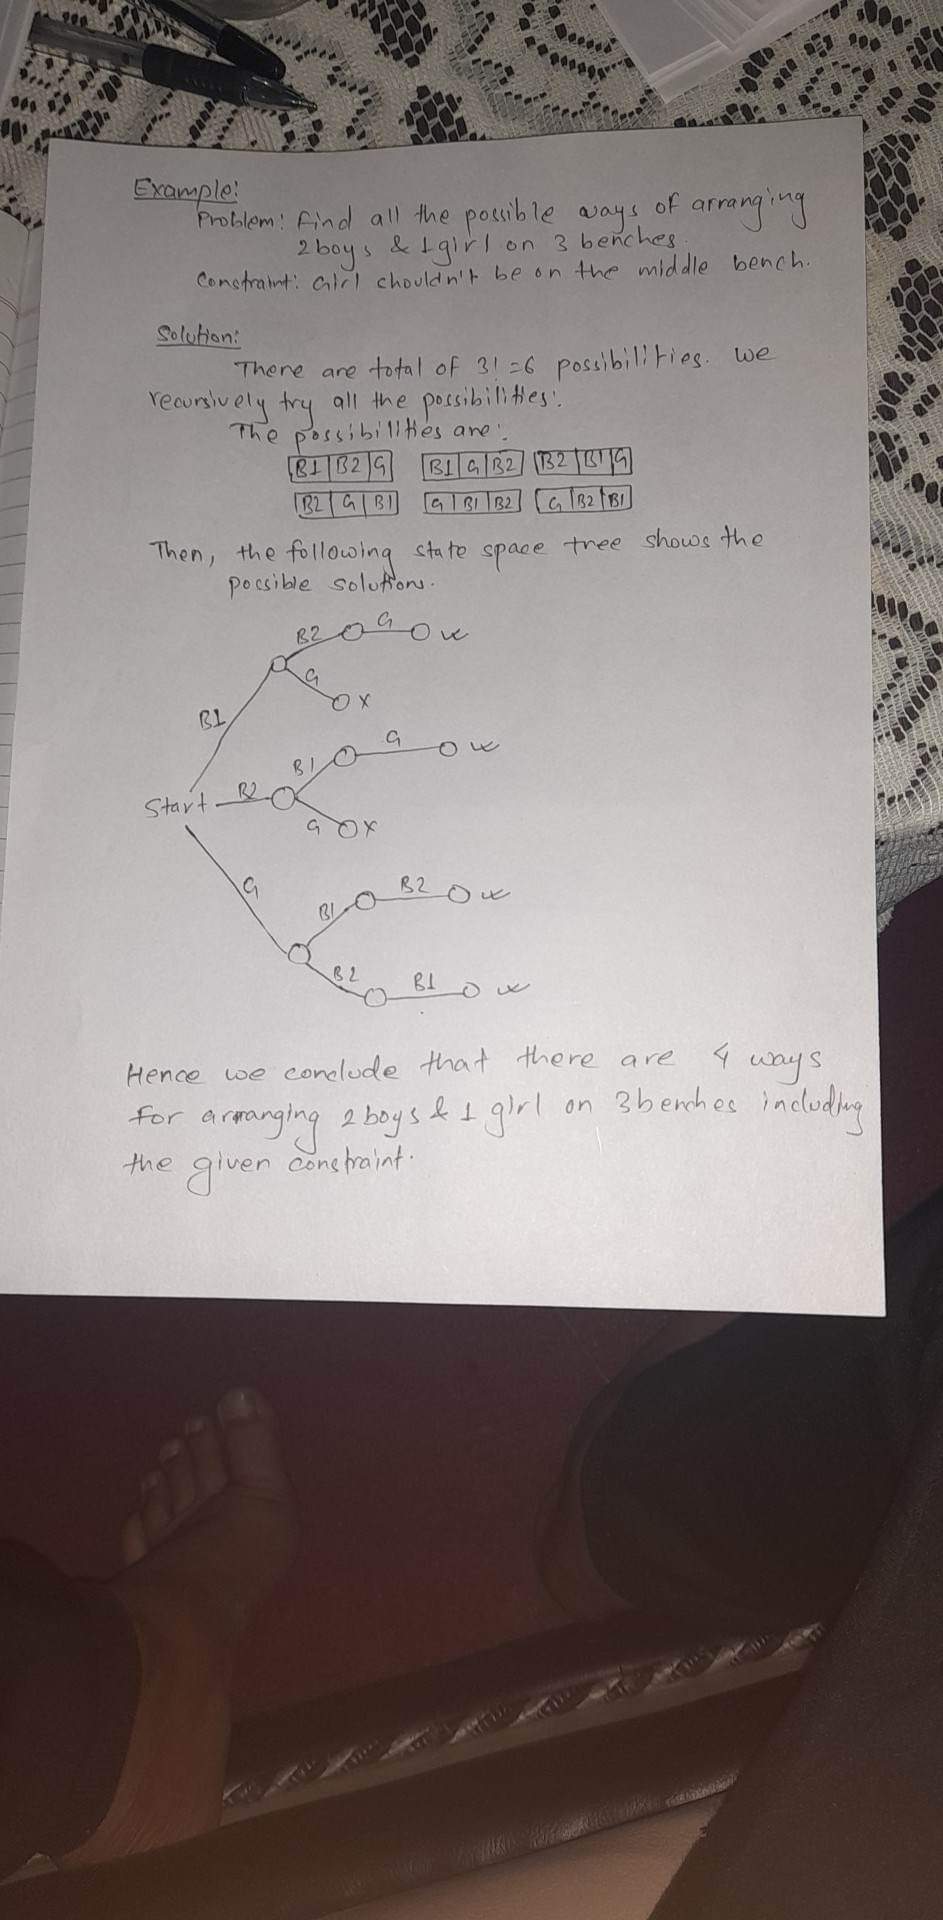 Example:
Problem: Find all the possible ways of arranging
2 boys & 1 girl on 3 benches.
Constraint: Girl chouldn't be on the middle bench.
Solution:
There are total of 3! = 6 possibilities. we
recursively try all the possibilities:
The possibilities are:
B1 B2 G B1 G B2 B2 B1 G
B2 G B1 G B1 B2 G B2 B1
Then, the following state space tree shows the
possible solutions.
B2 G
G
B1 X
G
B1
Start B2
G X
G B2
B1
B2 B1
Hence we conclude that there are 4 ways
for arranging 2 boys & 1 girl on 3 benches including
the given constraint.